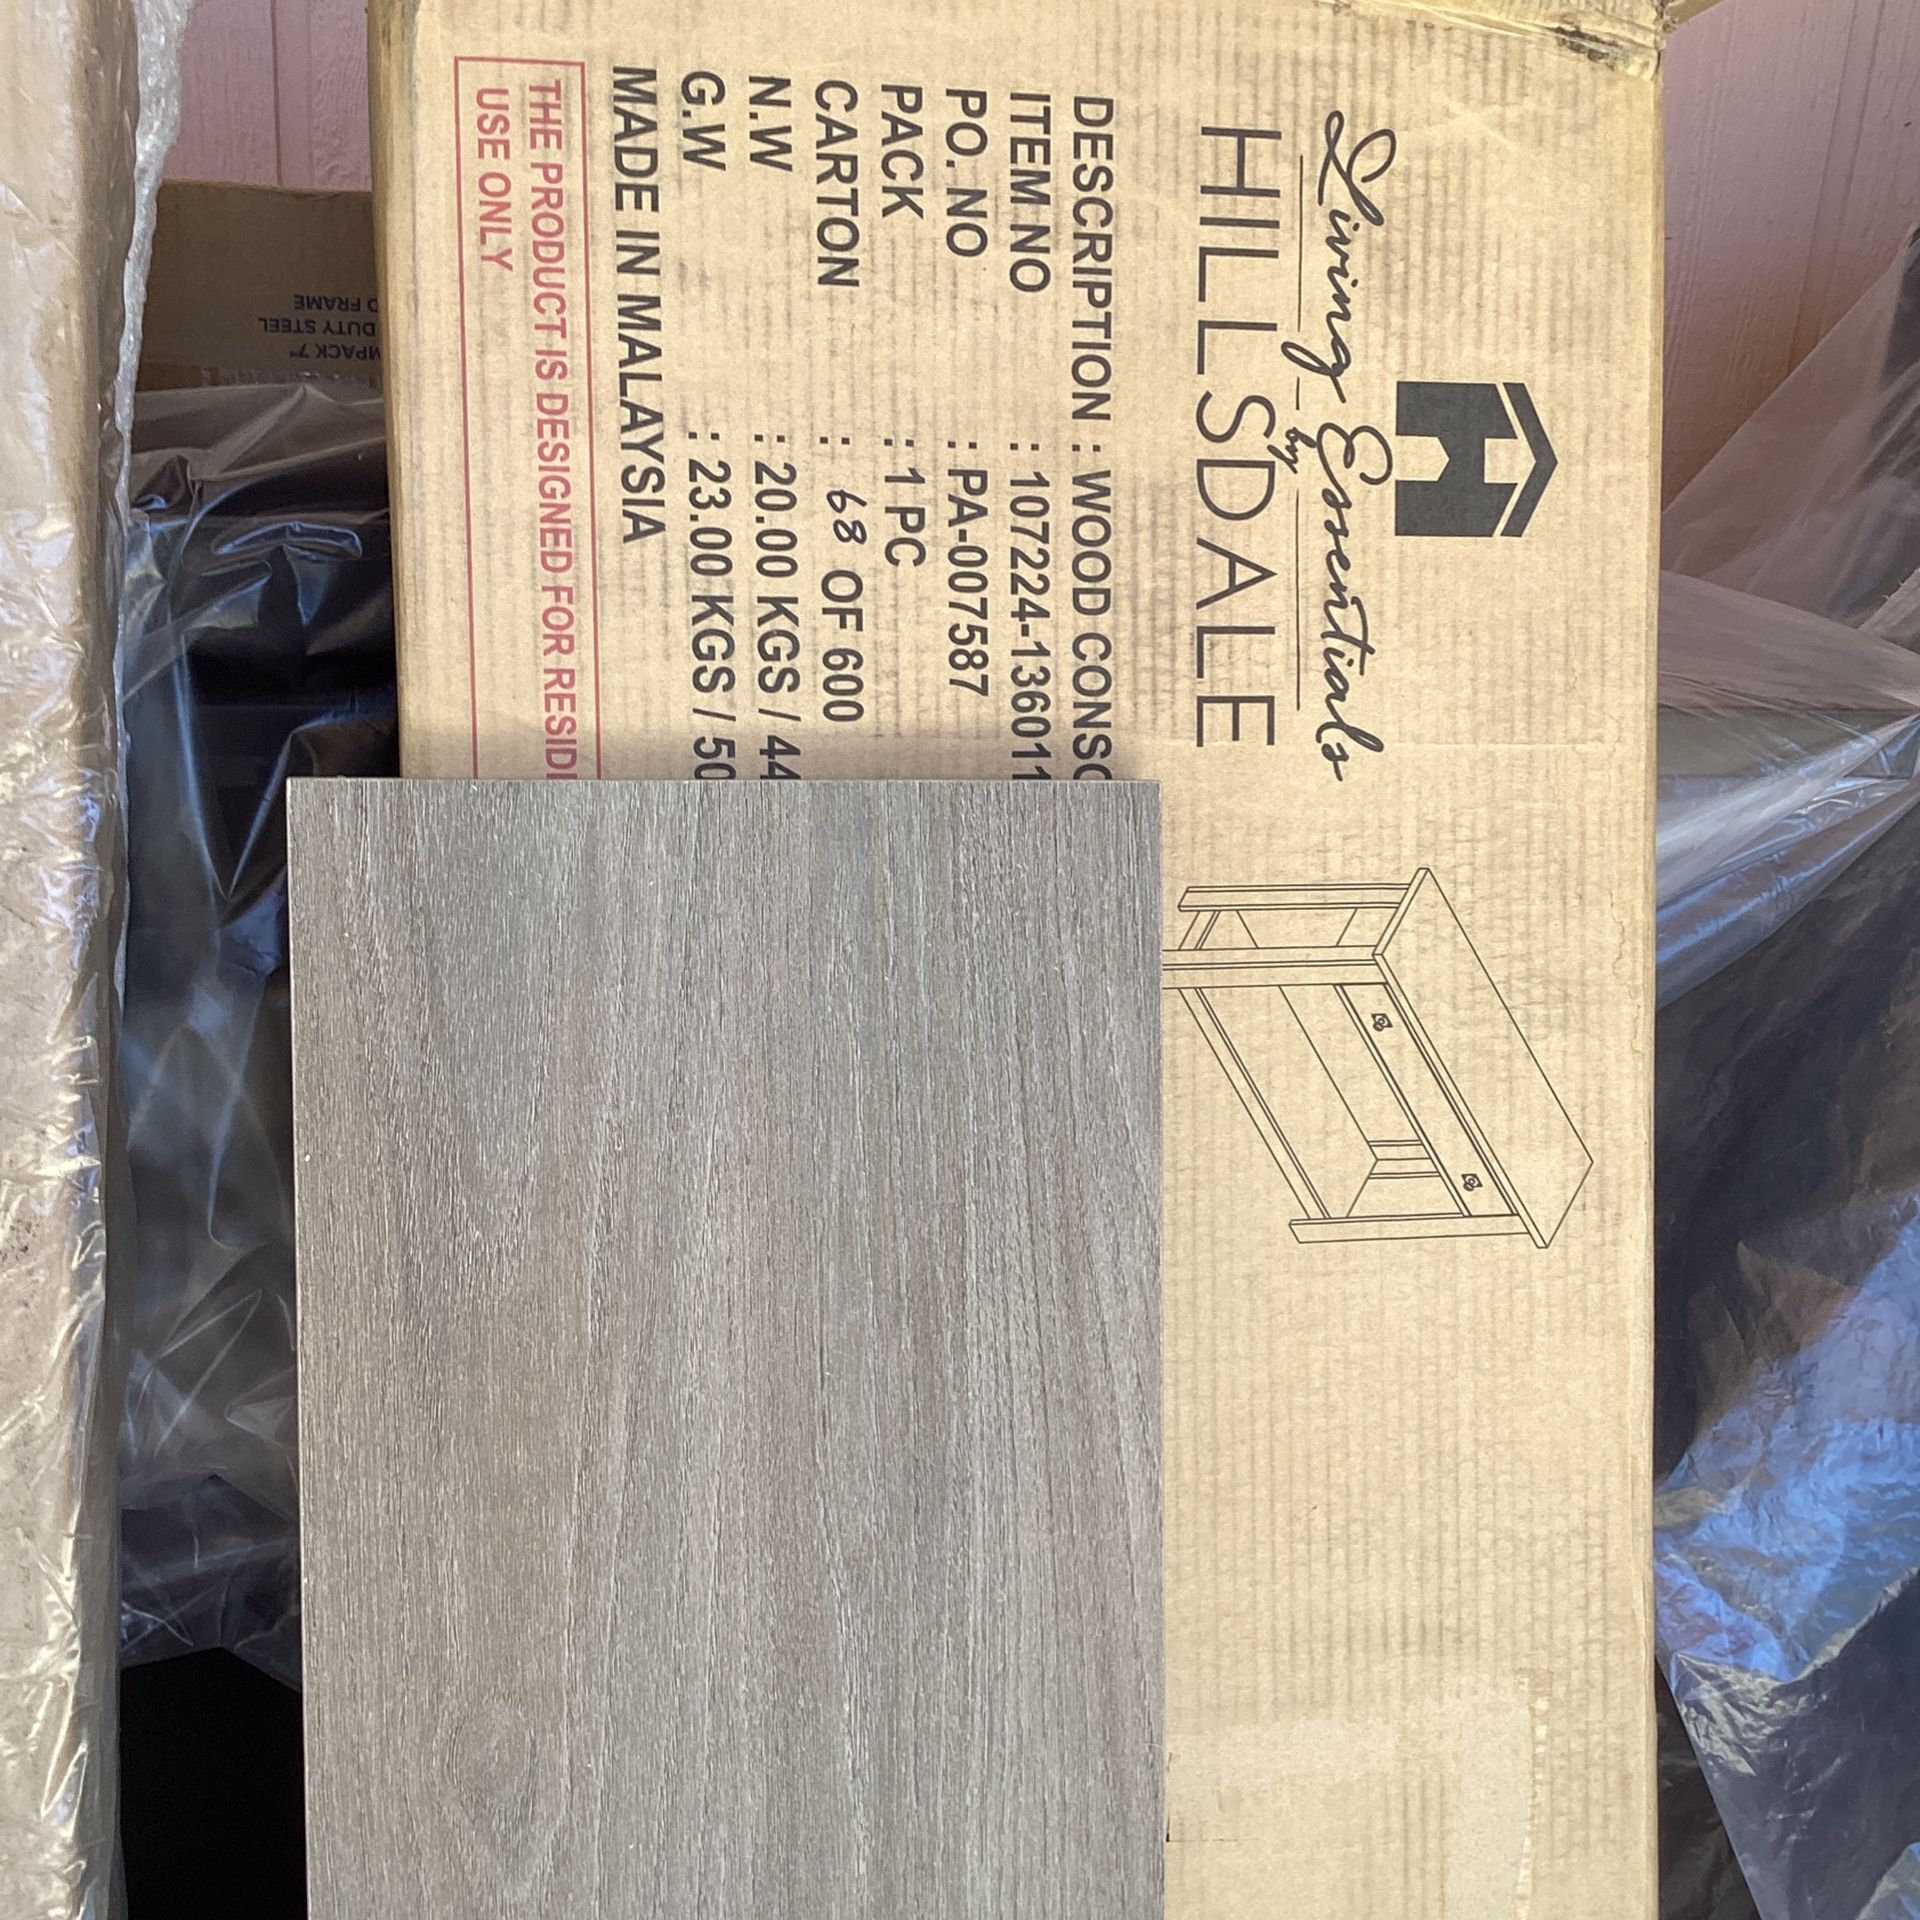 Living Essentials
by
HILLSDALE
DESCRIPTION : WOOD
ITEM NO : 107224-136011
PO. NO : PA-007587
PACK : 1 PC
CARTON : 68 OF 600
N.W : 20.00 KGS / 44
G.W : 23.00 KGS / 50
MADE IN MALAYSIA
THE PRODUCT IS DESIGNED FOR
USE ONLY
DUTY STEEL
FRAME